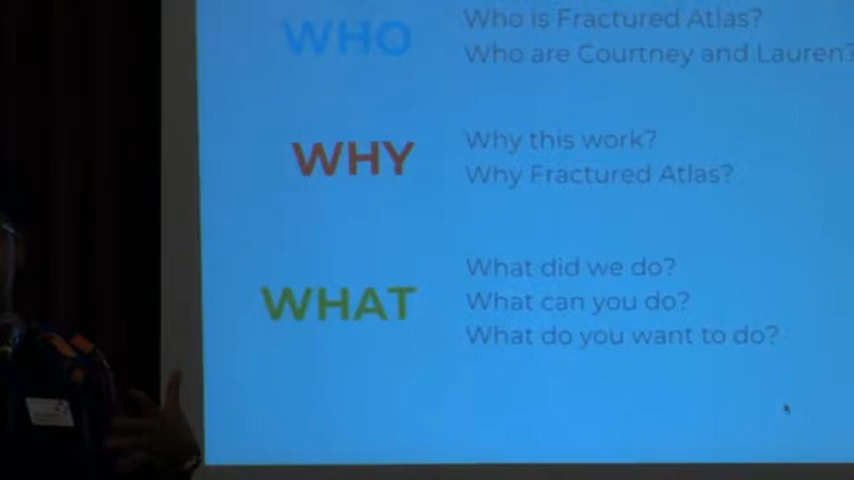 WHO
Who is Fractured Atlas?
Who are Courtney and Lauren?
WHY
Why this work?
Why Fractured Atlas?
WHAT
What did we do?
What can you do?
What do you want to do?